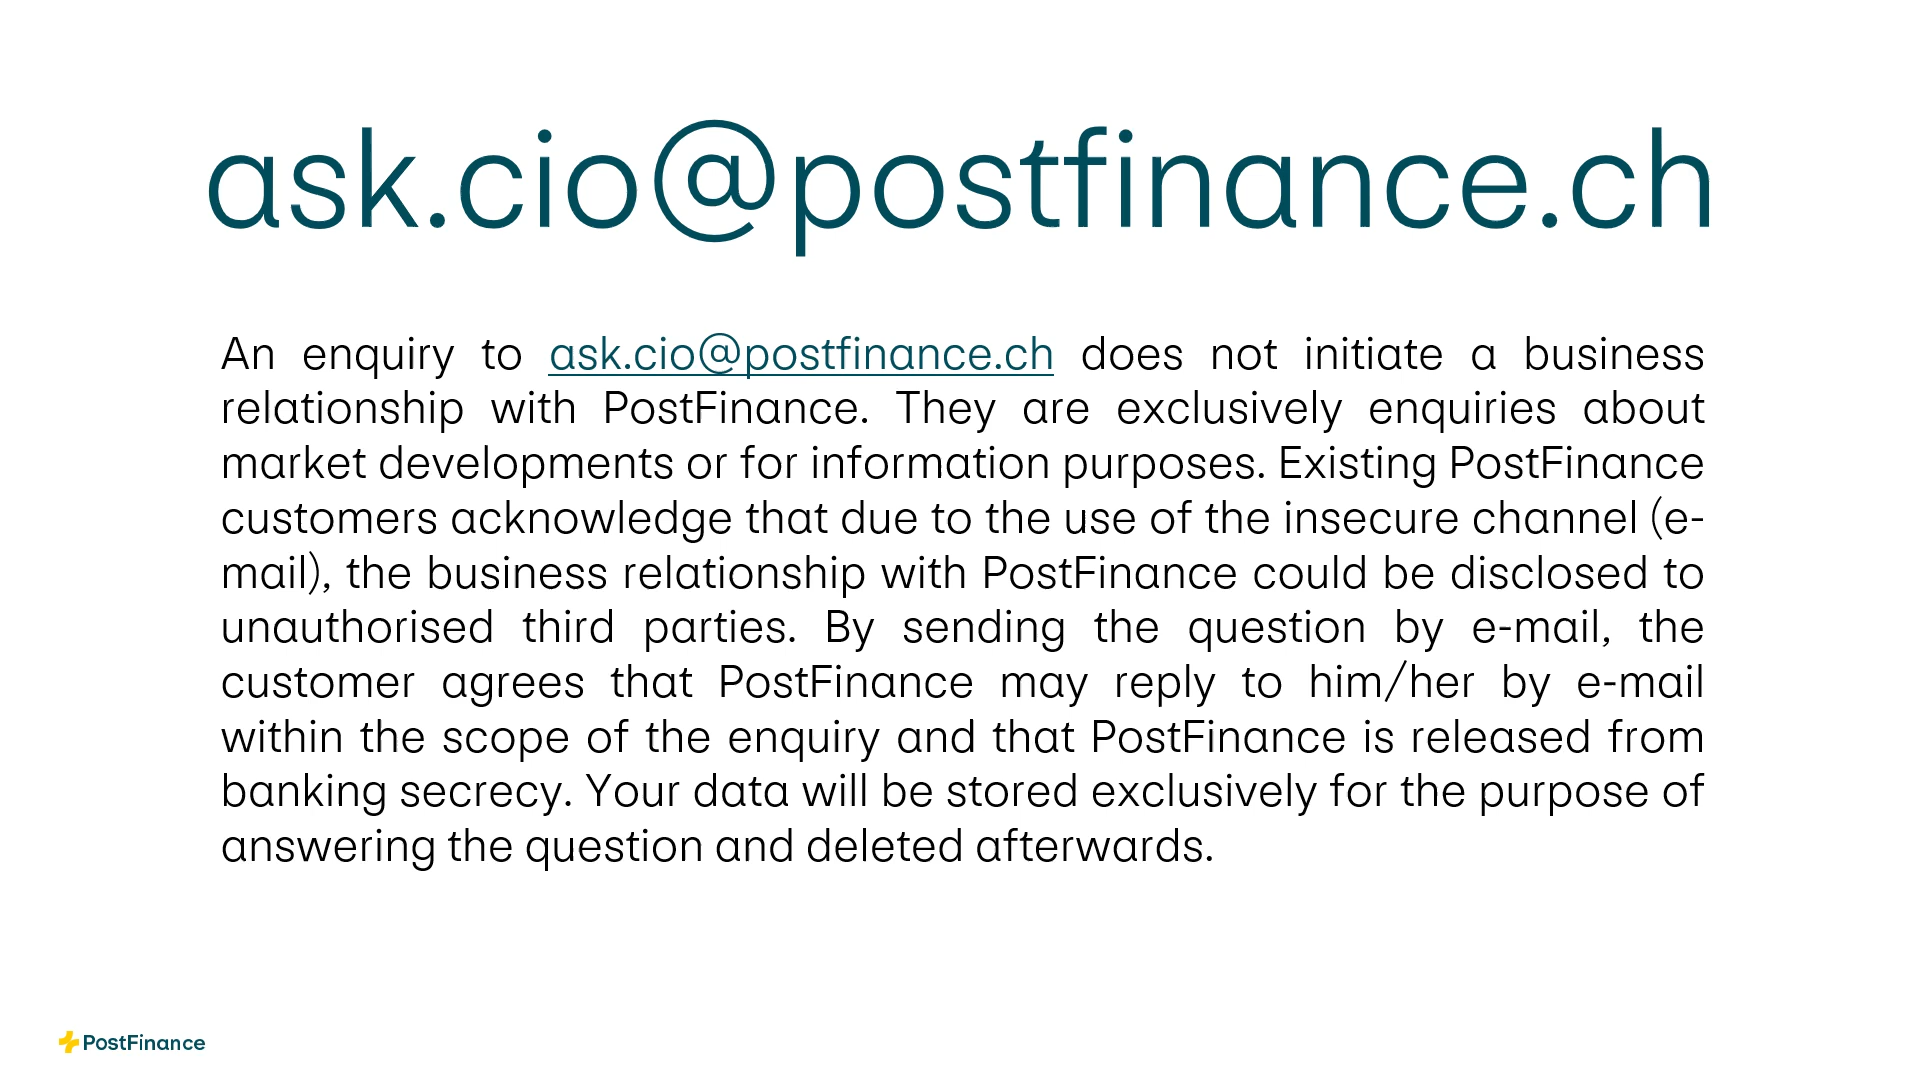 ask.cio@postfinance.ch
An enquiry to ask.cio@postfinance.ch does not initiate a business
relationship with PostFinance. They are exclusively enquiries about
market developments or for information purposes. Existing PostFinance
customers acknowledge that due to the use of the insecure channel (e-
mail), the business relationship with PostFinance could be disclosed to
unauthorised third parties. By sending the question by e-mail, the
customer agrees that PostFinance may reply to him/her by e-mail
within the scope of the enquiry and that PostFinance is released from
banking secrecy. Your data will be stored exclusively for the purpose of
answering the question and deleted afterwards.
PostFinance